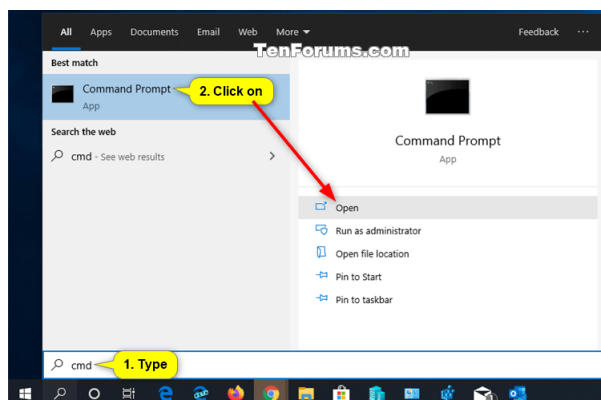 All Apps Documents Email Web More Feedback ...
TenForums.com
Best match
Command Prompt
App
2. Click on
Command Prompt
App
Search the web
cmd - See web results
Open
Run as administrator
Open file location
Pin to Start
Pin to taskbar
cmd
1. Type